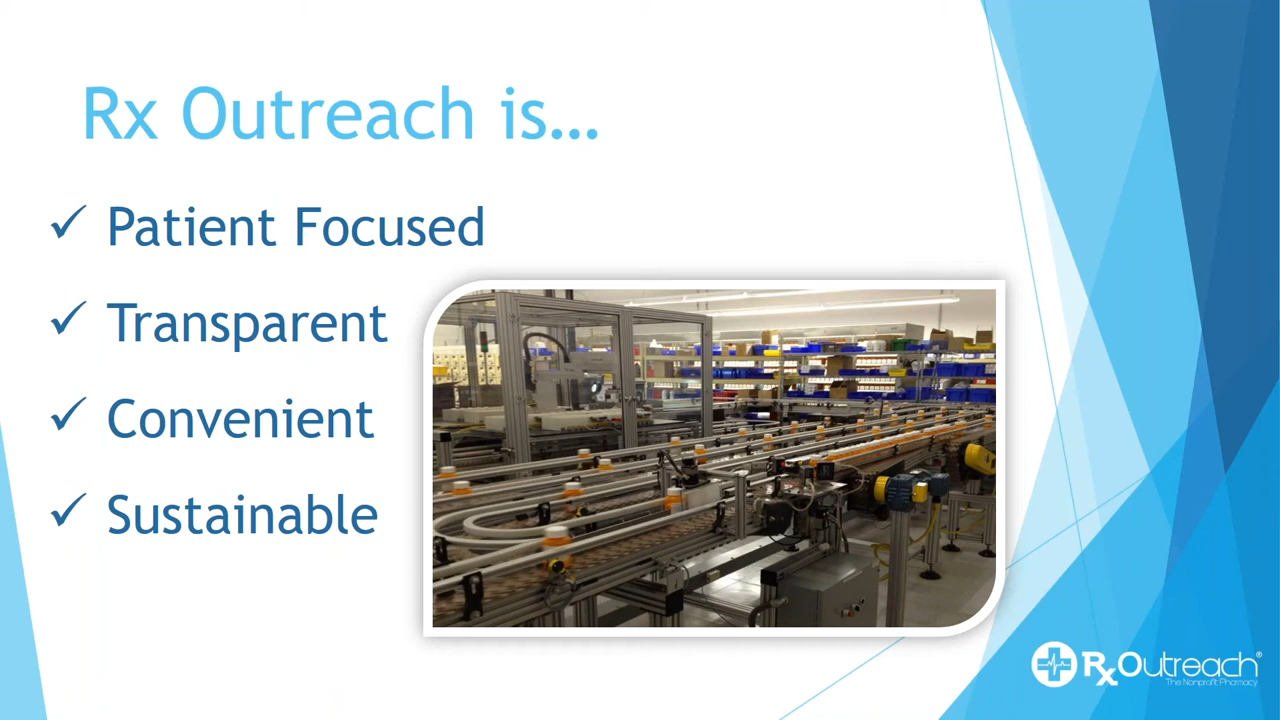 Rx Outreach is…
✓ Patient Focused
✓ Transparent
✓ Convenient
✓ Sustainable
RxOutreach®
The Nonprofit Pharmacy